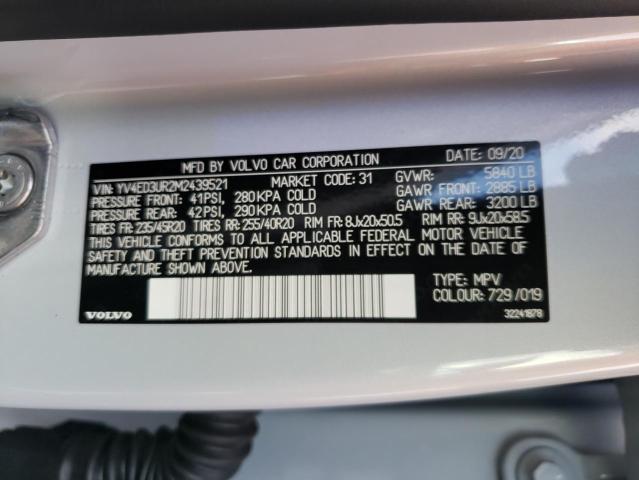 MFD BY VOLVO CAR CORPORATION DATE: 09/20
VIN: YV4ED3UR2M2439521 MARKET CODE: 31 GVWR: 5840 LB
PRESSURE FRONT: 41PSI, 280 KPA COLD GAWR FRONT: 2885 LB
PRESSURE REAR: 42PSI, 290 KPA COLD GAWR REAR: 3200 LB
TIRES FR: 235/45R20 TIRES RR: 255/40R20 RIM FR: 8Jx20x50.5 RIM RR: 9Jx20x58.5
THIS VEHICLE CONFORMS TO ALL APPLICABLE FEDERAL MOTOR VEHICLE
SAFETY AND THEFT PREVENTION STANDARDS IN EFFECT ON THE DATE OF
MANUFACTURE SHOWN ABOVE.
TYPE: MPV
COLOUR: 729/019
VOLVO 32241878